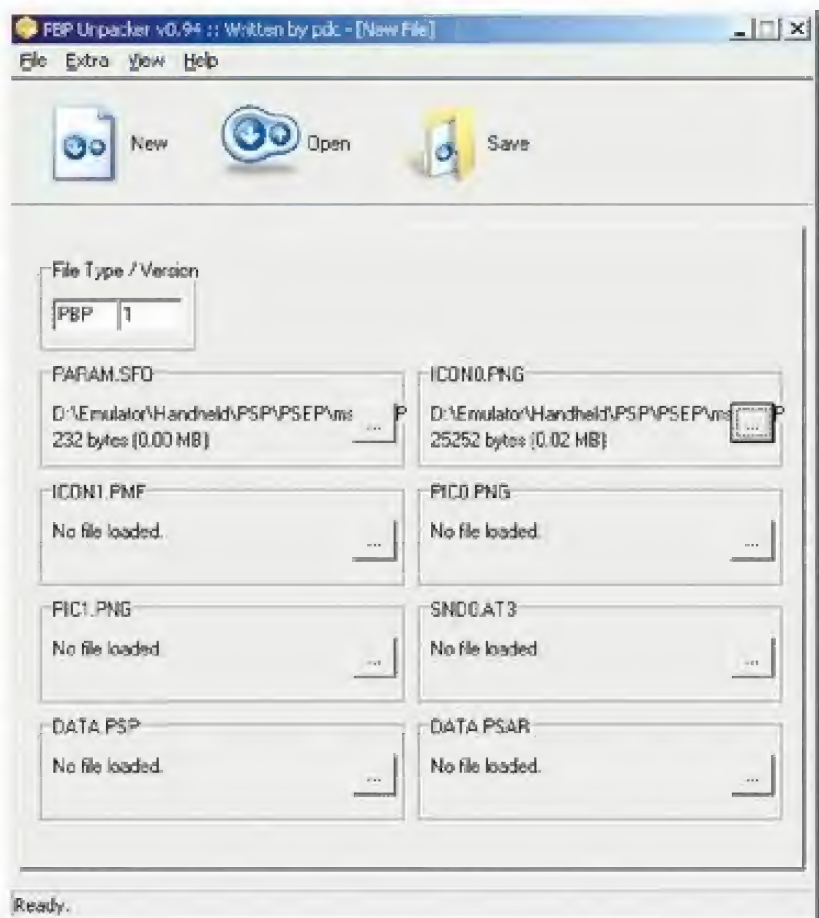 PBP Unpacker v0.94 :: Written by pdc - [New File]
File Extra View Help
New Open Save
File Type / Version
PBP 1
PARAM.SFO
D:\Emulator\Handheld\PSP\PSEP\ms P
232 bytes (0.00 MB)
...
ICON0.PNG
D:\Emulator\Handheld\PSP\PSEP\ms P
25252 bytes (0.02 MB)
...
ICON1.PMF
No file loaded.
...
PIC0.PNG
No file loaded.
...
PIC1.PNG
No file loaded.
...
SND0.AT3
No file loaded.
...
DATA.PSP
No file loaded.
...
DATA.PSAR
No file loaded.
...
Ready.